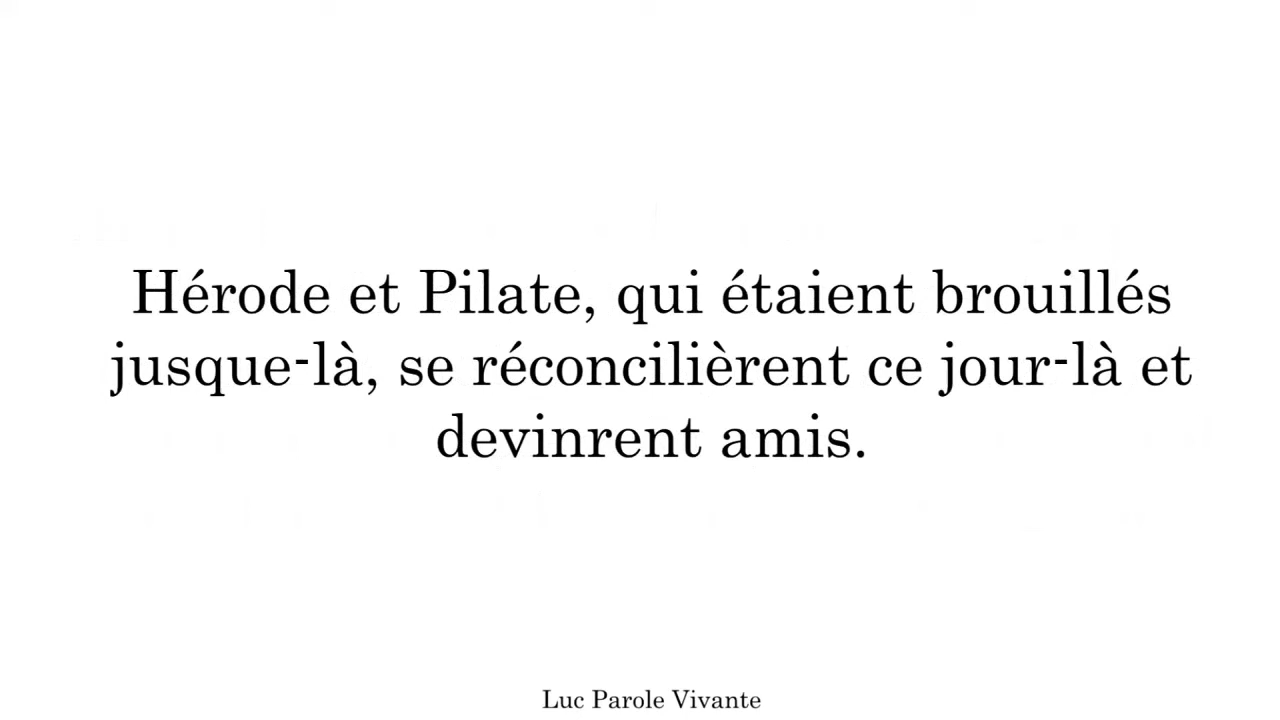 Hérode et Pilate, qui étaient brouillés
jusque-là, se réconcilièrent ce jour-là et
devinrent amis.
Luc Parole Vivante